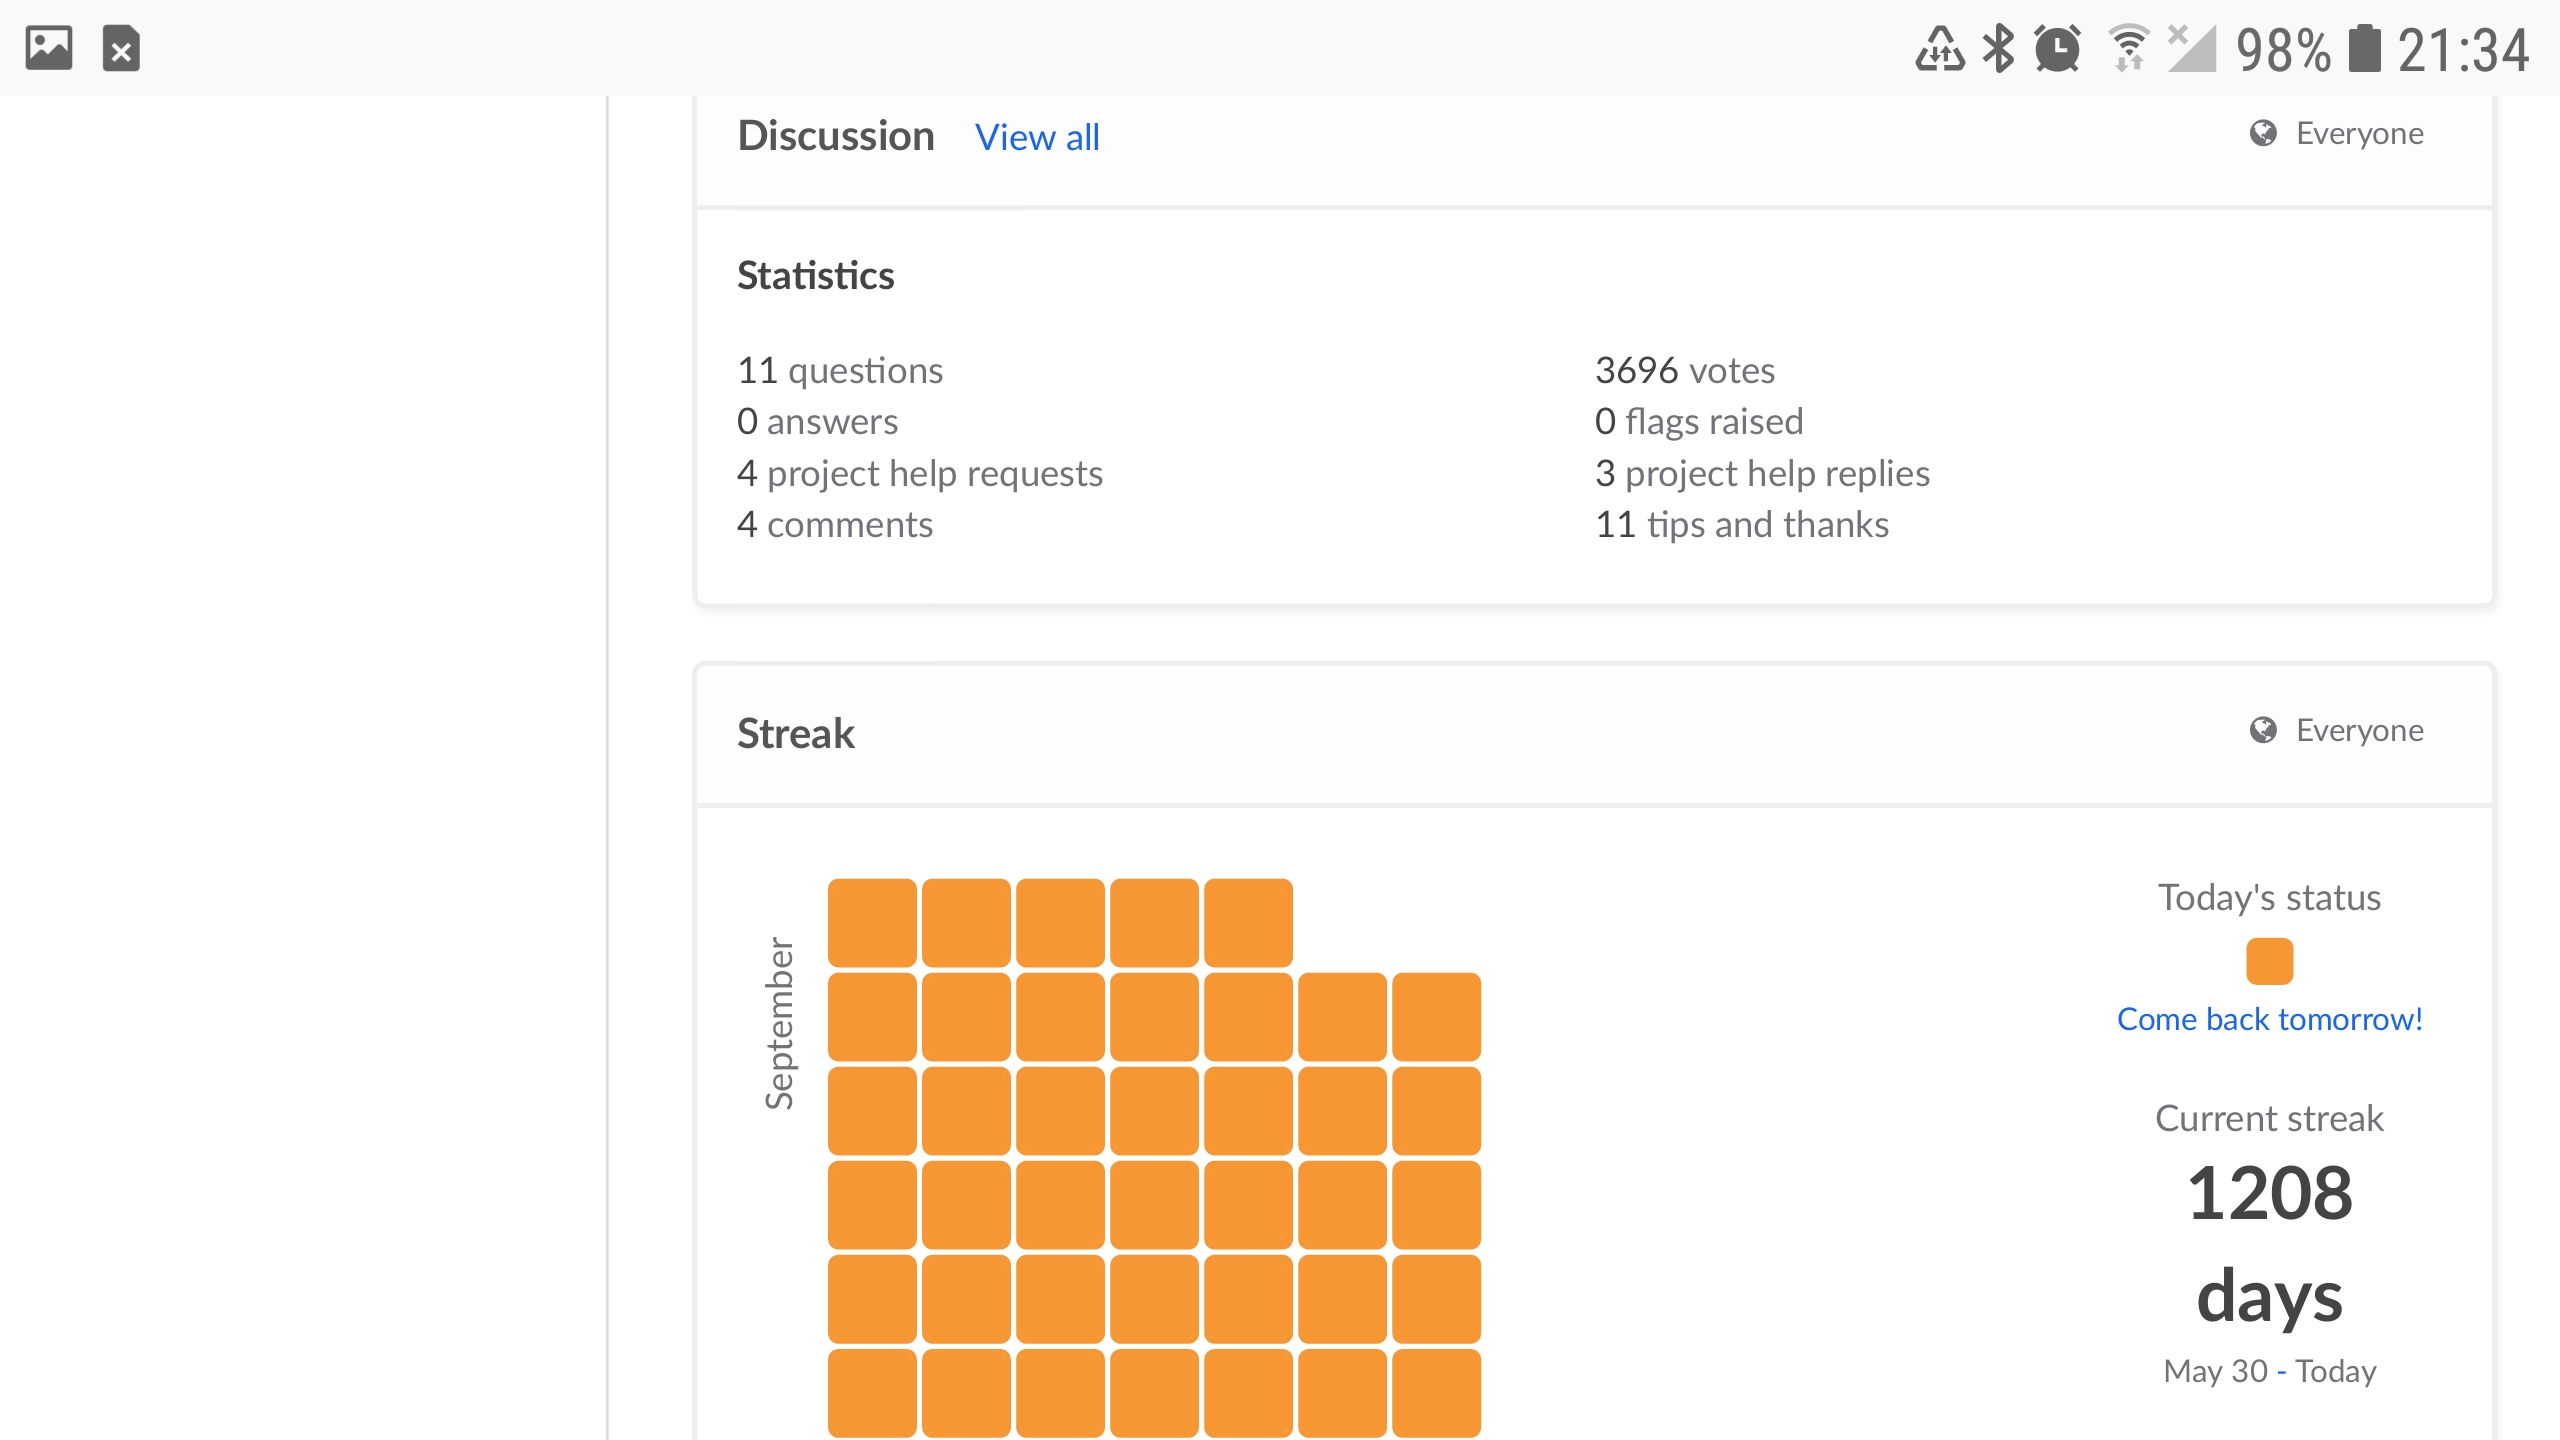 98% 21:34
Discussion View all Everyone
Statistics
11 questions
0 answers
4 project help requests
4 comments
3696 votes
0 flags raised
3 project help replies
11 tips and thanks
Streak Everyone
September
Today's status
Come back tomorrow!
Current streak
1208
days
May 30 - Today